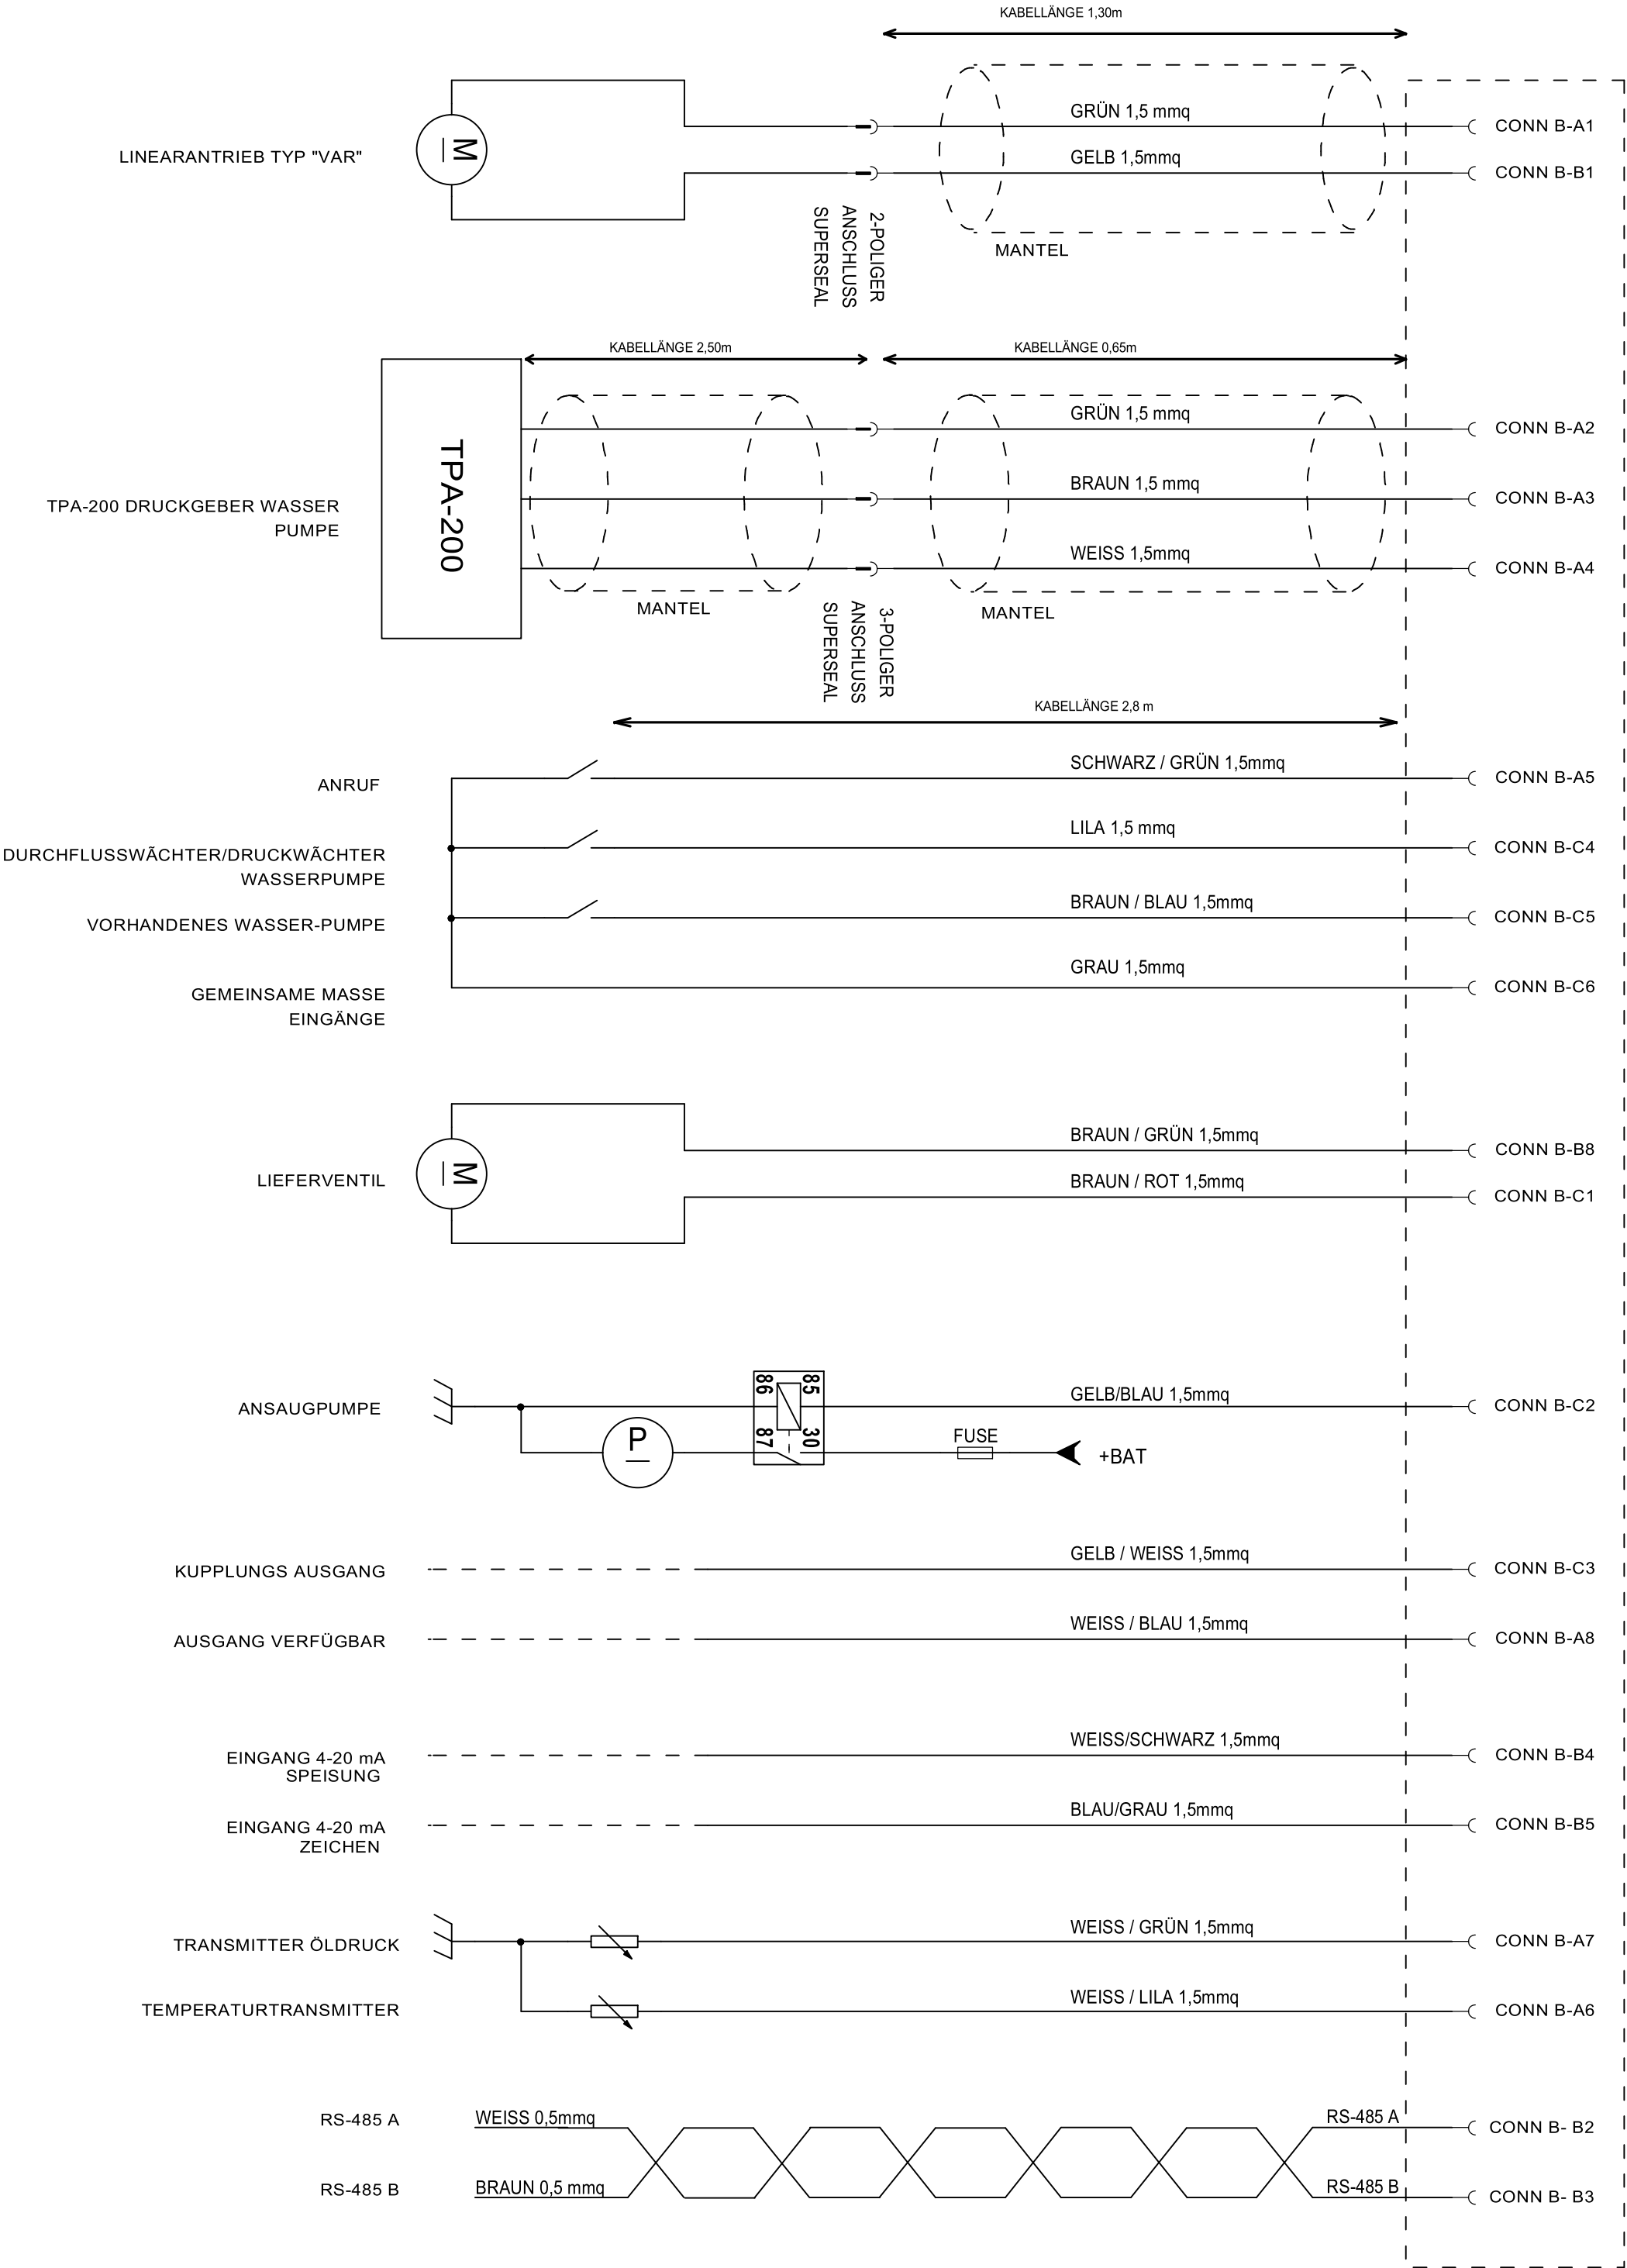 KABELLÄNGE 1,30m
GRÜN 1,5 mmq
CONN B-A1
LINEARANTRIEB TYP "VAR"
M
GELB 1,5mmq
CONN B-B1
2-POLIGER
ANSCHLUSS
SUPERSEAL
MANTEL
KABELLÄNGE 2,50m
KABELLÄNGE 0,65m
GRÜN 1,5 mmq
CONN B-A2
TPA-200
BRAUN 1,5 mmq
CONN B-A3
TPA-200 DRUCKGEBER WASSER
PUMPE
WEISS 1,5mmq
CONN B-A4
MANTEL
MANTEL
3-POLIGER
ANSCHLUSS
SUPERSEAL
KABELLÄNGE 2,8 m
ANRUF
SCHWARZ / GRÜN 1,5mmq
CONN B-A5
LILA 1,5 mmq
CONN B-C4
DURCHFLUSSWÃCHTER/DRUCKWÃCHTER
WASSERPUMPE
VORHANDENES WASSER-PUMPE
BRAUN / BLAU 1,5mmq
CONN B-C5
GRAU 1,5mmq
CONN B-C6
GEMEINSAME MASSE
EINGÄNGE
BRAUN / GRÜN 1,5mmq
CONN B-B8
LIEFERVENTIL
M
BRAUN / ROT 1,5mmq
CONN B-C1
ANSAUGPUMPE
86
85
GELB/BLAU 1,5mmq
CONN B-C2
P
87
30
FUSE
+BAT
KUPPLUNGS AUSGANG
GELB / WEISS 1,5mmq
CONN B-C3
AUSGANG VERFÜGBAR
WEISS / BLAU 1,5mmq
CONN B-A8
EINGANG 4-20 mA
SPEISUNG
WEISS/SCHWARZ 1,5mmq
CONN B-B4
EINGANG 4-20 mA
ZEICHEN
BLAU/GRAU 1,5mmq
CONN B-B5
TRANSMITTER ÖLDRUCK
WEISS / GRÜN 1,5mmq
CONN B-A7
TEMPERATURTRANSMITTER
WEISS / LILA 1,5mmq
CONN B-A6
RS-485 A
WEISS 0,5mmq
RS-485 A
CONN B- B2
RS-485 B
BRAUN 0,5 mmq
RS-485 B
CONN B- B3